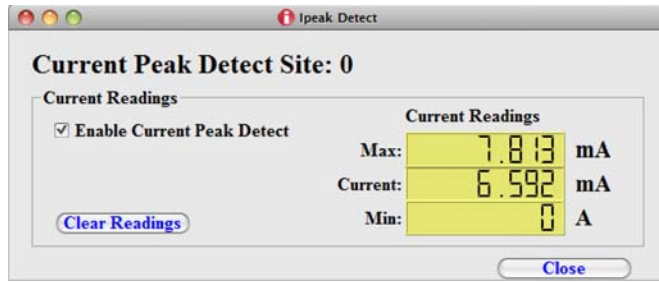 Ipeak Detect
Current Peak Detect Site: 0
Current Readings
Enable Current Peak Detect
Current Readings
Max: 7.813 mA
Current: 6.592 mA
Clear Readings
Min: 0 A
Close